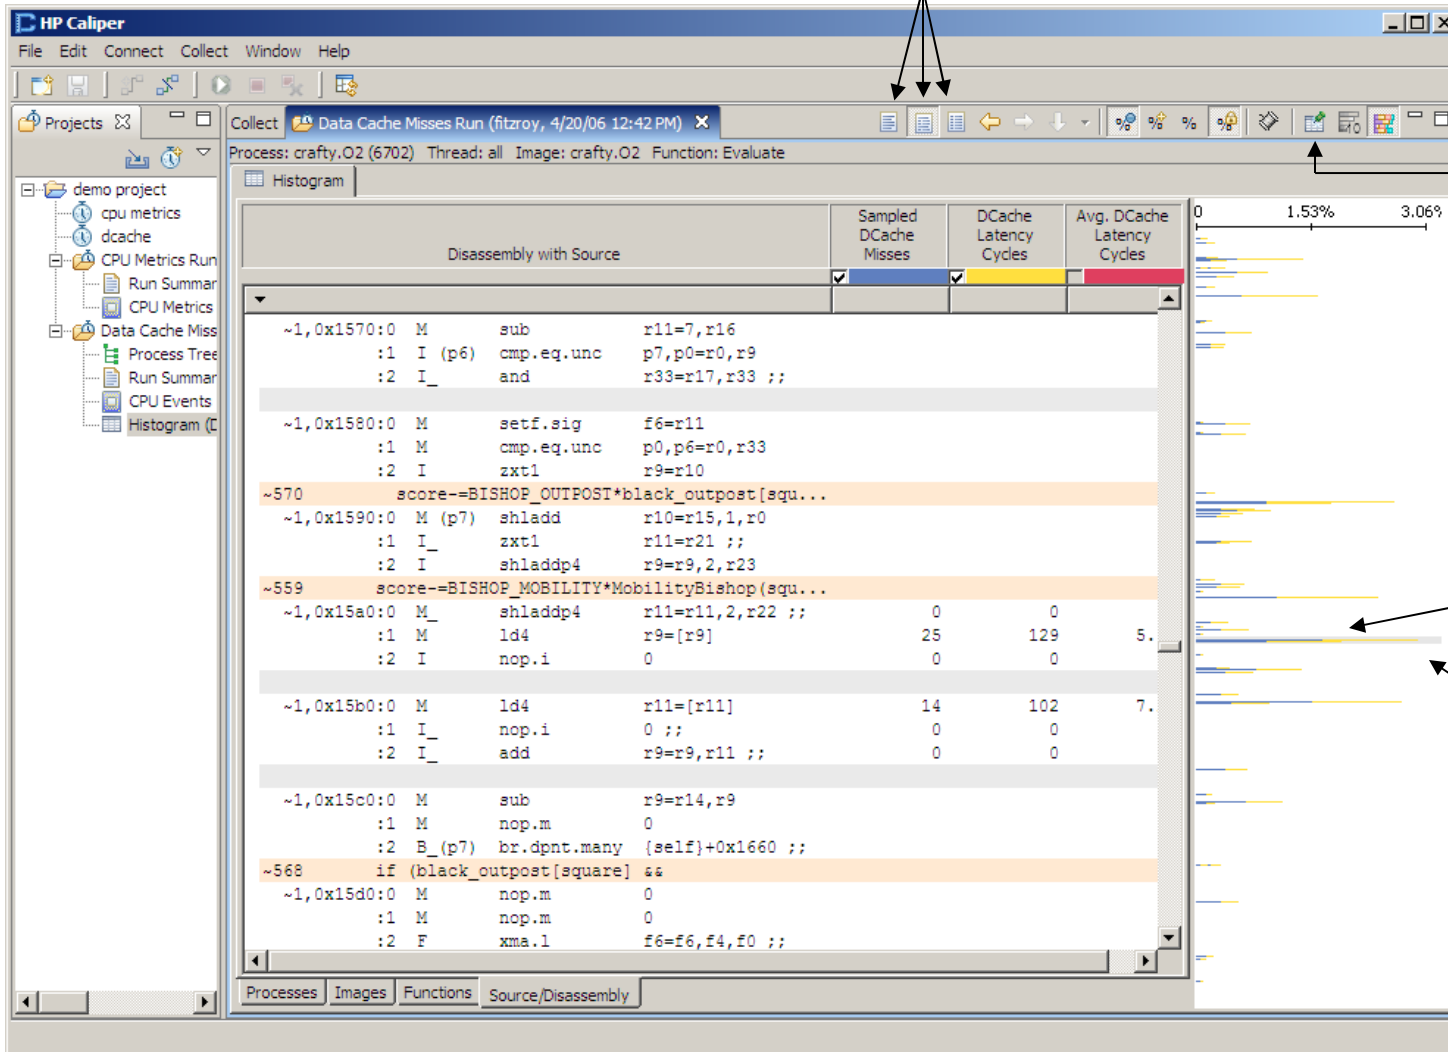 HP Caliper
File Edit Connect Collect Window Help
Projects
Collect Data Cache Misses Run (fitzroy, 4/20/06 12:42 PM)
Process: crafty.O2 (6702) Thread: all Image: crafty.O2 Function: Evaluate
Histogram
demo project
cpu metrics
dcache
CPU Metrics Run
Run Summar
CPU Metrics
Data Cache Miss
Process Tree
Run Summar
CPU Events
Histogram (D
Disassembly with Source
Sampled DCache Misses
DCache Latency Cycles
Avg. DCache Latency Cycles
0 1.53% 3.06%
~1,0x1570:0 M sub r11=7,r16
:1 I (p6) cmp.eq.unc p7,p0=r0,r9
:2 I_ and r33=r17,r33 ;;
~1,0x1580:0 M setf.sig f6=r11
:1 M cmp.eq.unc p0,p6=r0,r33
:2 I zxt1 r9=r10
~570 score-=BISHOP_OUTPOST*black_outpost[squ...
~1,0x1590:0 M (p7) shladd r10=r15,1,r0
:1 I_ zxt1 r11=r21 ;;
:2 I shladdp4 r9=r9,2,r23
~559 score-=BISHOP_MOBILITY*MobilityBishop(squ...
~1,0x15a0:0 M_ shladdp4 r11=r11,2,r22 ;; 0 0
:1 M ld4 r9=[r9] 25 129 5.
:2 I nop.i 0 0 0
~1,0x15b0:0 M ld4 r11=[r11] 14 102 7.
:1 I_ nop.i 0 ;; 0 0
:2 I_ add r9=r9,r11 ;; 0 0
~1,0x15c0:0 M sub r9=r14,r9
:1 M nop.m 0
:2 B_(p7) br.dpnt.many {self}+0x1660 ;;
~568 if (black_outpost[square] &&
~1,0x15d0:0 M nop.m 0
:1 M nop.m 0
:2 F xma.l f6=f6,f4,f0 ;;
Processes Images Functions Source/Disassembly